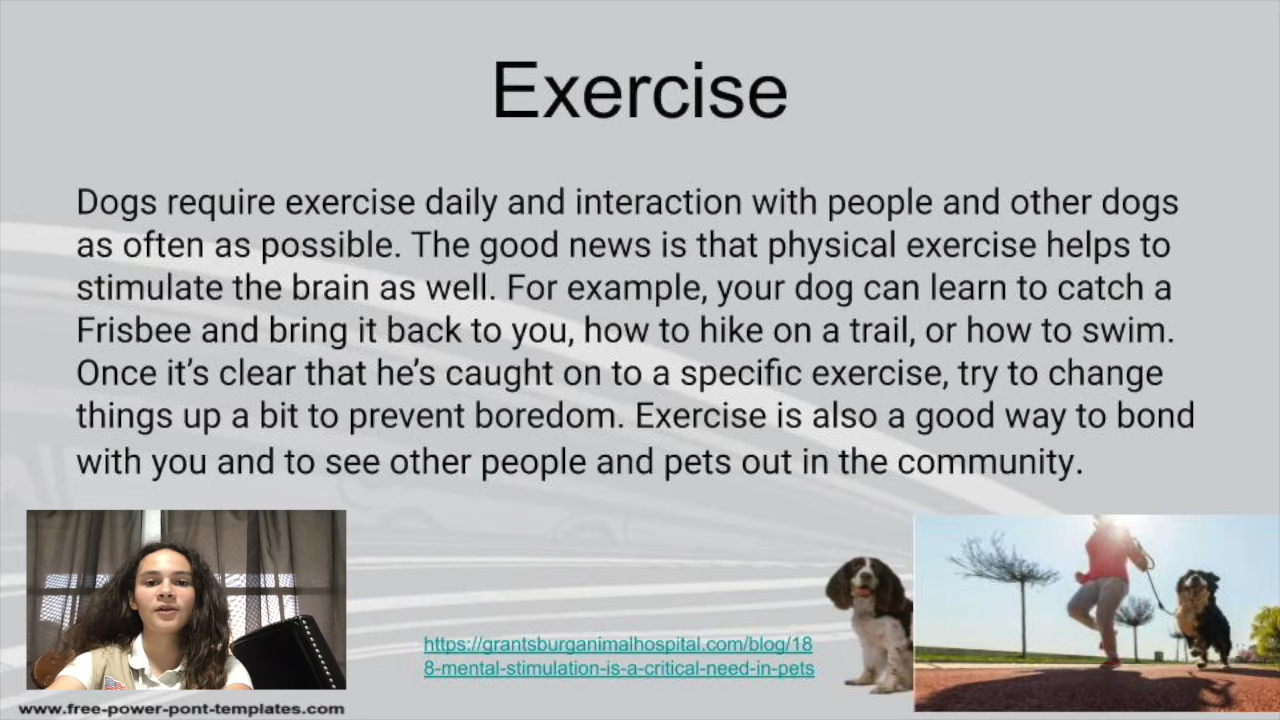 Exercise
Dogs require exercise daily and interaction with people and other dogs
as often as possible. The good news is that physical exercise helps to
stimulate the brain as well. For example, your dog can learn to catch a
Frisbee and bring it back to you, how to hike on a trail, or how to swim.
Once it’s clear that he’s caught on to a specific exercise, try to change
things up a bit to prevent boredom. Exercise is also a good way to bond
with you and to see other people and pets out in the community.
https://grantsburganimalhospital.com/blog/18
8-mental-stimulation-is-a-critical-need-in-pets
www.free-power-pont-templates.com